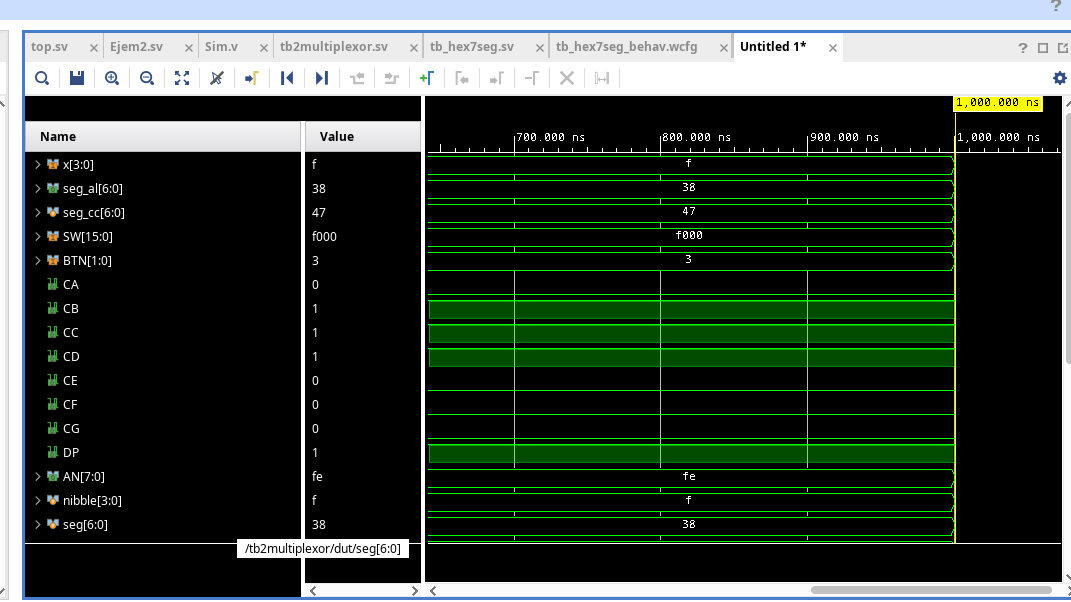 ?
top.sv × Ejem2.sv × Sim.v × tb2multiplexor.sv × tb_hex7seg.sv × tb_hex7seg_behav.wcfg × Untitled 1* × ?
1,000.000 ns
Name Value 700.000 ns 800.000 ns 900.000 ns 1,000.000 ns
x[3:0] f f
seg_al[6:0] 38 38
seg_cc[6:0] 47 47
SW[15:0] f000 f000
BTN[1:0] 3 3
CA 0
CB 1
CC 1
CD 1
CE 0
CF 0
CG 0
DP 1
AN[7:0] fe fe
nibble[3:0] f f
seg[6:0] 38 38
/tb2multiplexor/dut/seg[6:0]